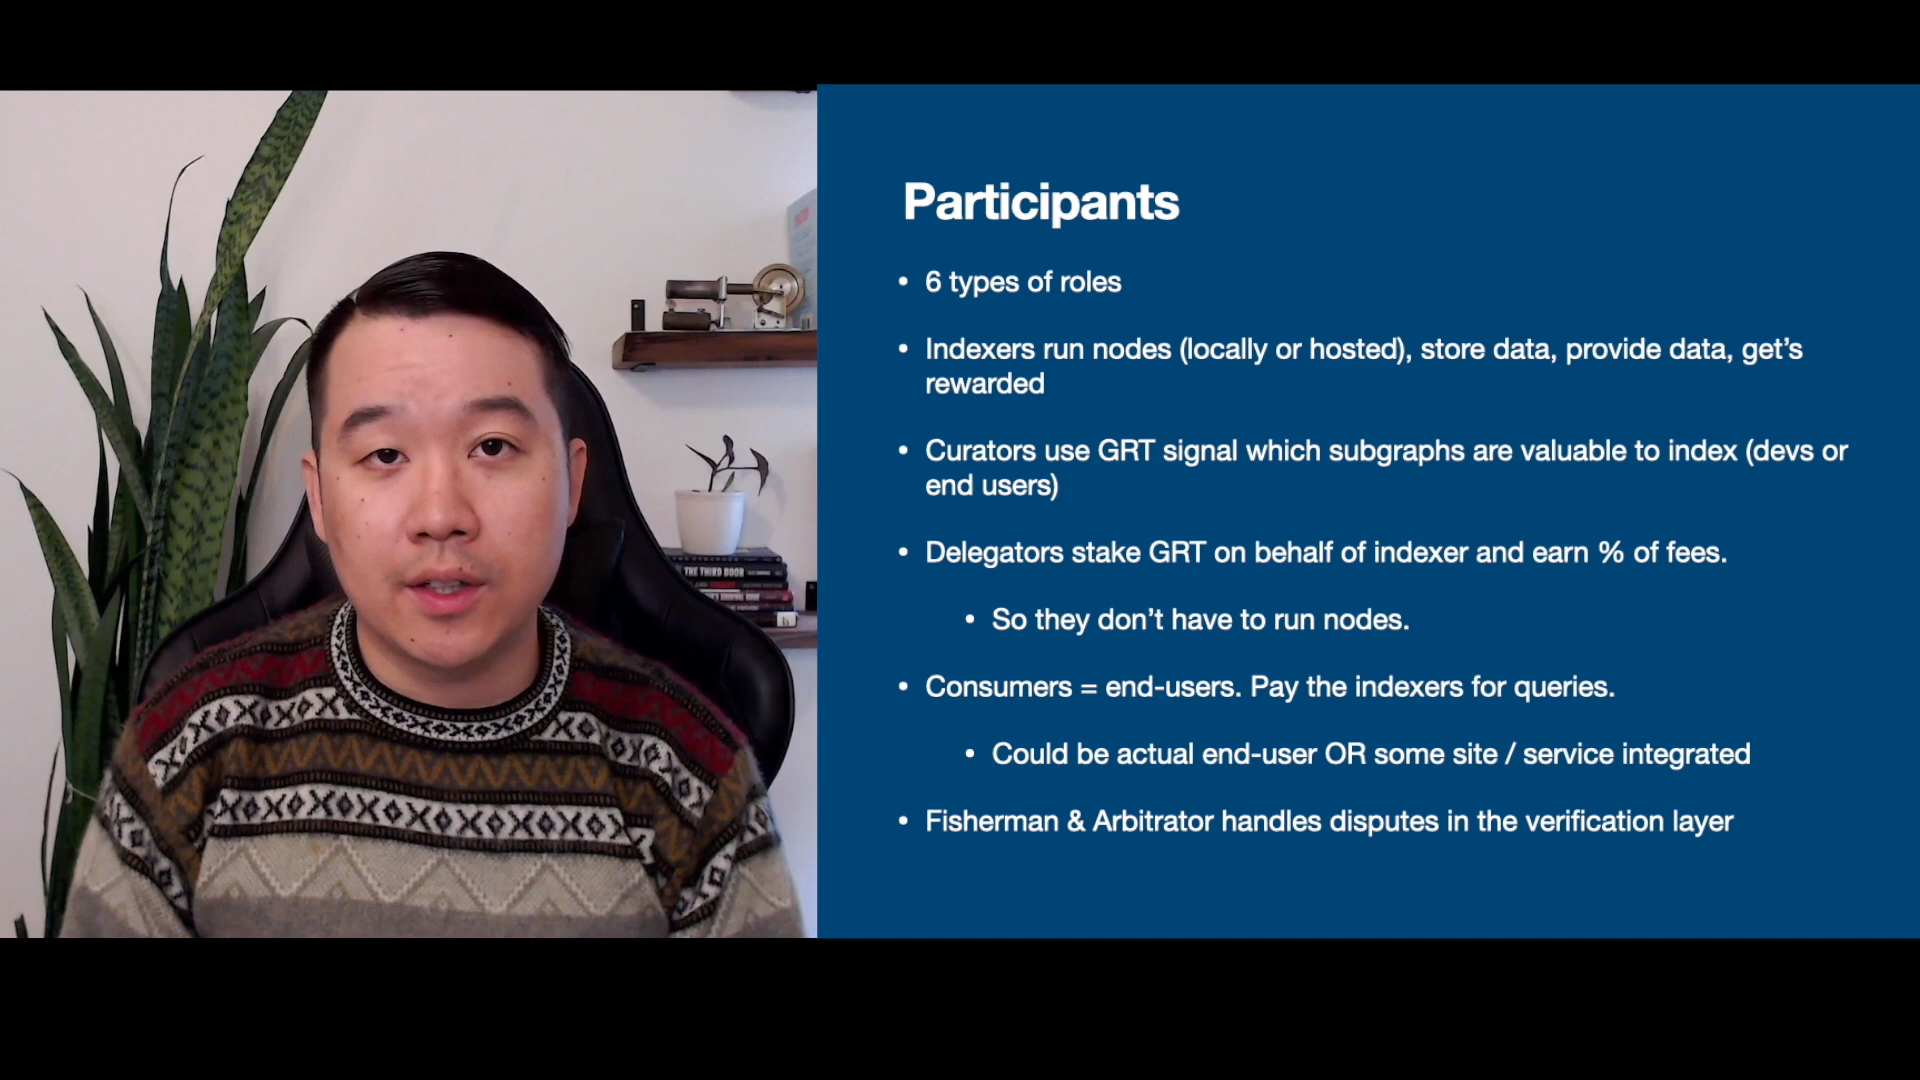 Participants
• 6 types of roles
• Indexers run nodes (locally or hosted), store data, provide data, get's
rewarded
• Curators use GRT signal which subgraphs are valuable to index (devs or
end users)
• Delegators stake GRT on behalf of indexer and earn % of fees.
• So they don't have to run nodes.
• Consumers = end-users. Pay the indexers for queries.
• Could be actual end-user OR some site / service integrated
• Fisherman & Arbitrator handles disputes in the verification layer
THE THIRD DOOR